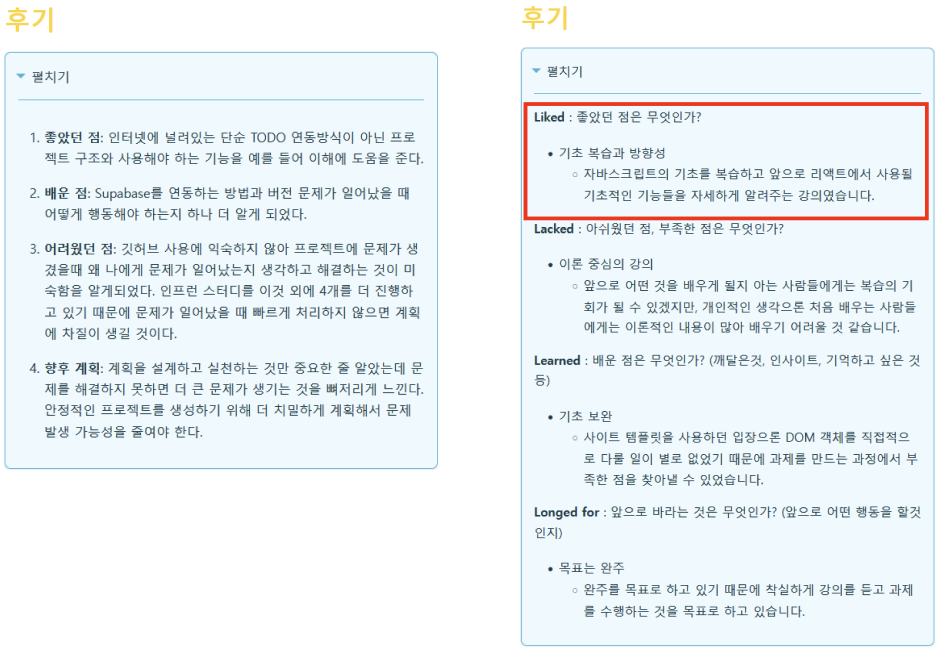 후기
펼치기
1. 좋았던 점: 인터넷에 널려있는 단순 TODO 연동방식이 아닌 프로
젝트 구조와 사용해야 하는 기능을 예를 들어 이해에 도움을 준다.
2. 배운 점: Supabase를 연동하는 방법과 버전 문제가 일어났을 때
어떻게 행동해야 하는지 하나 더 알게 되었다.
3. 어려웠던 점: 깃허브 사용에 익숙하지 않아 프로젝트에 문제가 생
겼을때 왜 나에게 문제가 일어났는지 생각하고 해결하는 것이 미
숙함을 알게되었다. 인프런 스터디를 이것 외에 4개를 더 진행하
고 있기 때문에 문제가 일어났을 때 빠르게 처리하지 않으면 계획
에 차질이 생길 것이다.
4. 향후 계획: 계획을 설계하고 실천하는 것만 중요한 줄 알았는데 문
제를 해결하지 못하면 더 큰 문제가 생기는 것을 뼈저리게 느낀다.
안정적인 프로젝트를 생성하기 위해 더 치밀하게 계획해서 문제
발생 가능성을 줄여야 한다.
후기
펼치기
Liked : 좋았던 점은 무엇인가?
• 기초 복습과 방향성
○ 자바스크립트의 기초를 복습하고 앞으로 리액트에서 사용될
기초적인 기능들을 자세하게 알려주는 강의였습니다.
Lacked : 아쉬웠던 점, 부족한 점은 무엇인가?
• 이론 중심의 강의
○ 앞으로 어떤 것을 배우게 될지 아는 사람들에게는 복습의 기
회가 될 수 있겠지만, 개인적인 생각으론 처음 배우는 사람들
에게는 이론적인 내용이 많아 배우기 어려울 것 같습니다.
Learned : 배운 점은 무엇인가? (깨달은것, 인사이트, 기억하고 싶은 것
등)
• 기초 보완
○ 사이트 템플릿을 사용하던 입장으론 DOM 객체를 직접적으
로 다룰 일이 별로 없었기 때문에 과제를 만드는 과정에서 부
족한 점을 찾아낼 수 있었습니다.
Longed for : 앞으로 바라는 것은 무엇인가? (앞으로 어떤 행동을 할것
인지)
• 목표는 완주
○ 완주를 목표로 하고 있기 때문에 착실하게 강의를 듣고 과제
를 수행하는 것을 목표로 하고 있습니다.